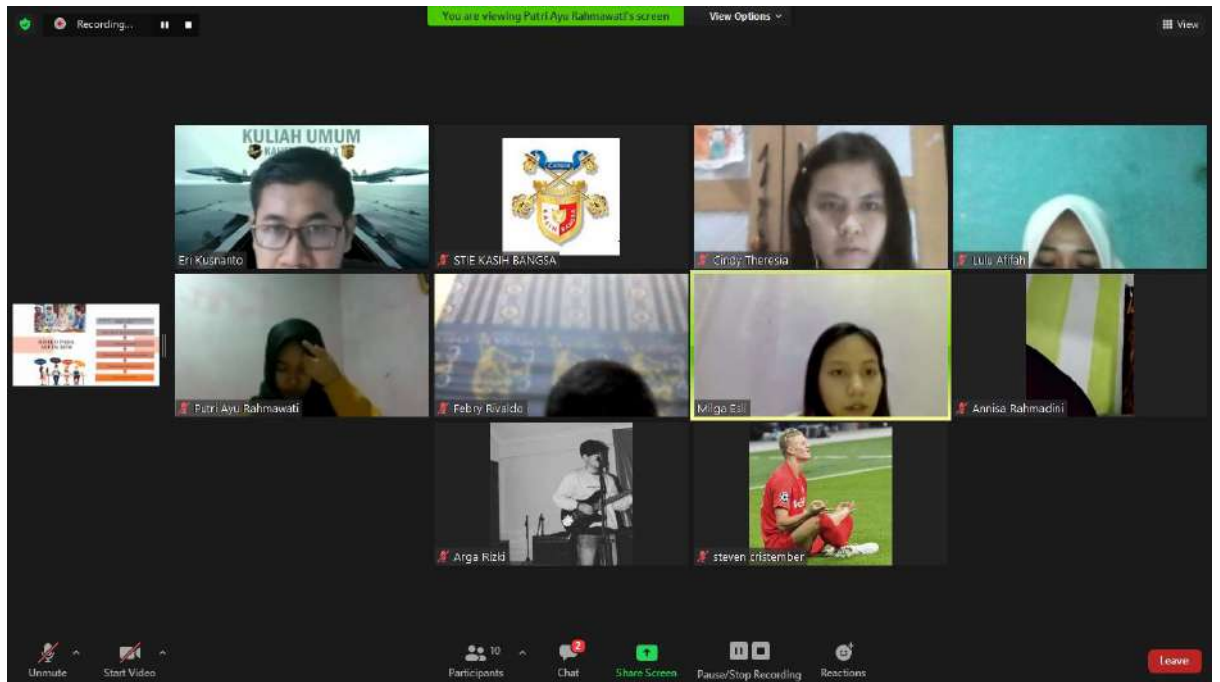 Recording...
You are viewing Putri Ayu Rahmawati's screen
View Options
View
KULIAH UMUM
Eri Kusnanto
STIE KASIH BANGSA
Cindy Theresia
Lulu Afifah
Putri Ayu Rahmawati
Febry Rivaldo
Milga Esli
Annisa Rahmadini
Arga Rizki
steven cristember
Unmute
Start Video
Participants
10
Chat
2
Share Screen
Pause/Stop Recording
Reactions
Leave